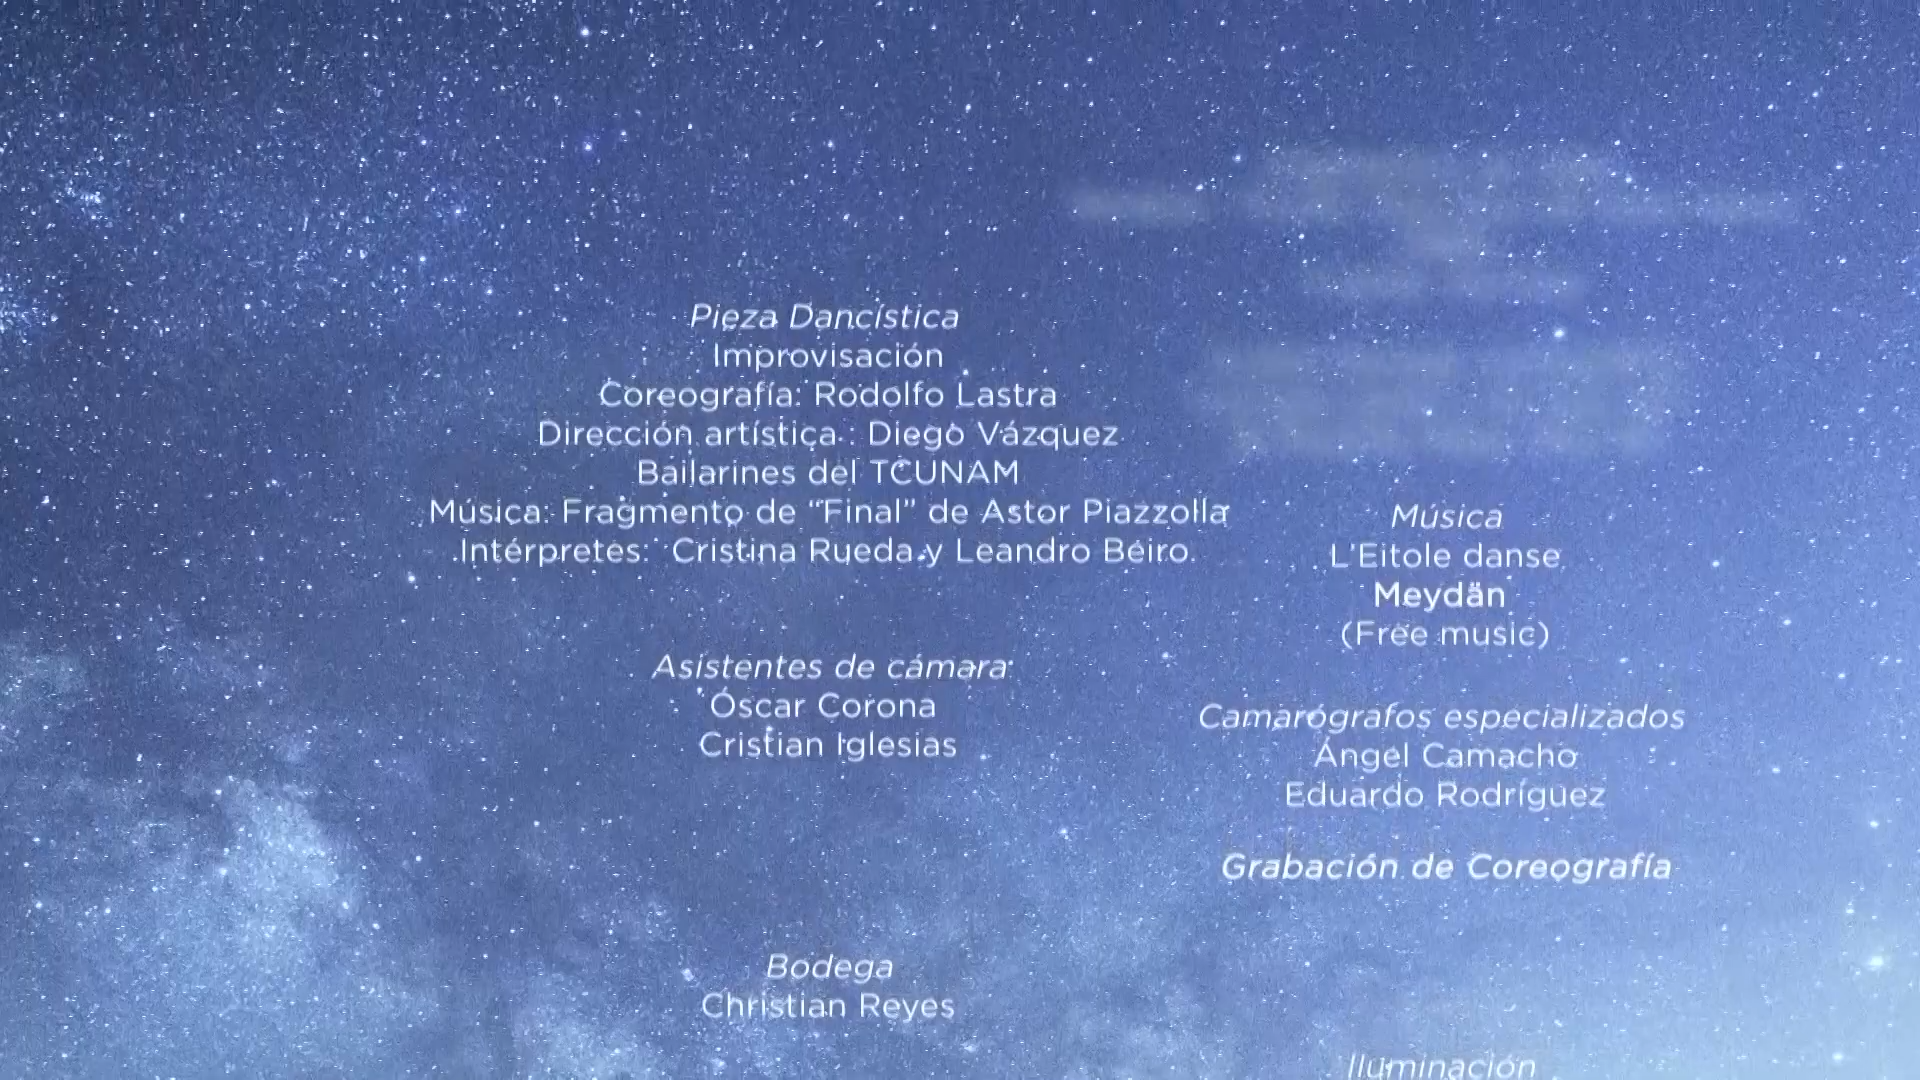 Pieza Dancística
Improvisación
Coreografía: Rodolfo Lastra
Dirección artística : Diego Vázquez
Bailarines del TCUNAM
Música: Fragmento de “Final” de Astor Piazzolla
Intérpretes: Cristina Rueda y Leandro Beiro.
Asistentes de cámara
Óscar Corona
Cristian Iglesias
Bodega
Christian Reyes
Música
L’Eitole danse
Meydän
(Free music)
Camarógrafos especializados
Ángel Camacho
Eduardo Rodríguez
Grabación de Coreografía
Iluminación